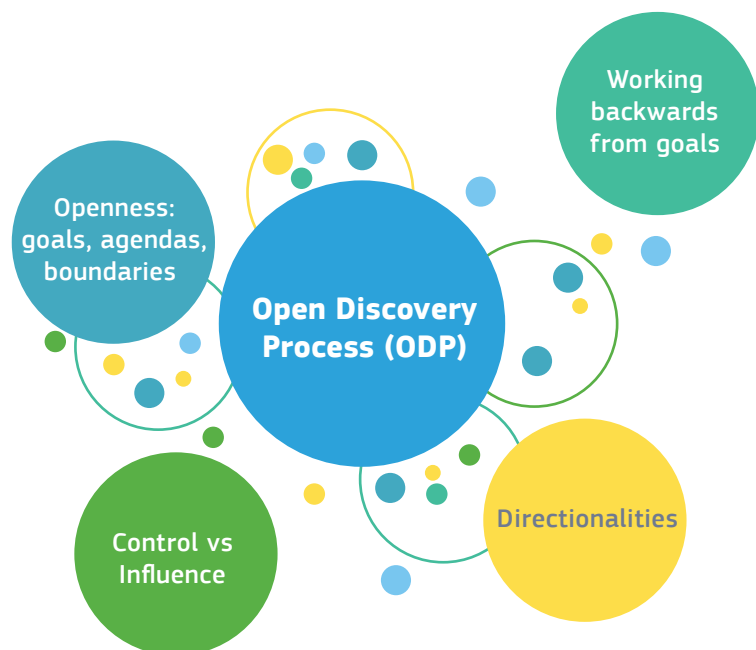 Working
backwards
from goals
Openness:
goals, agendas,
boundaries
Open Discovery
Process (ODP)
Directionalities
Control vs
Influence